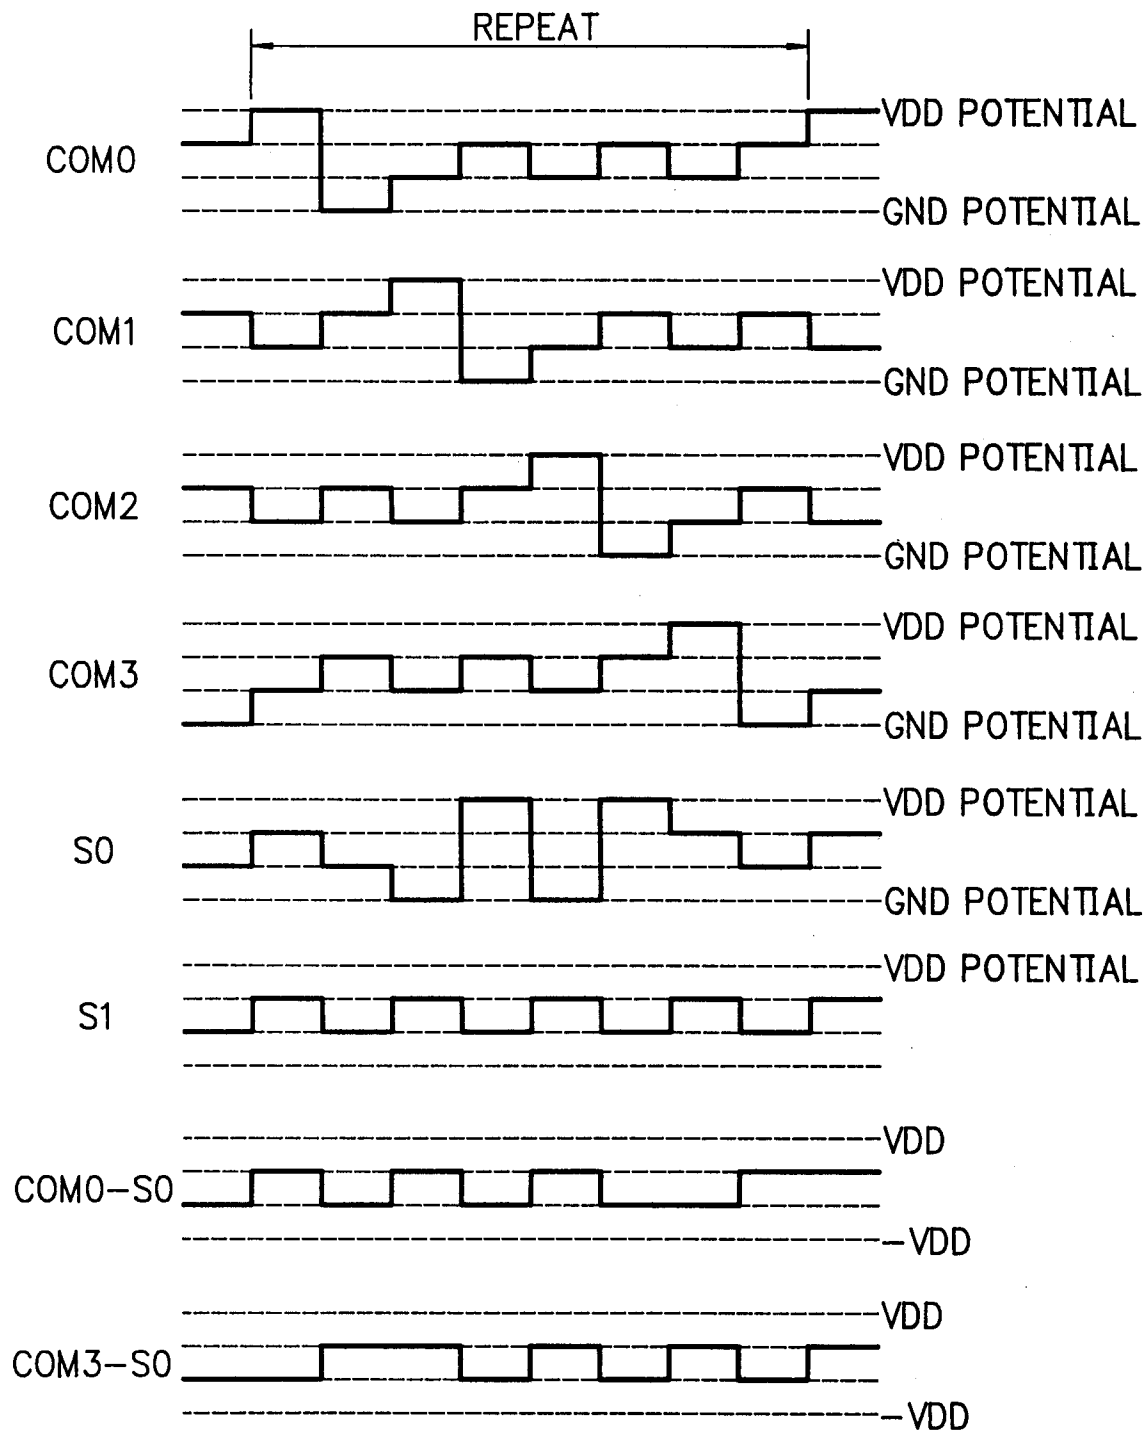 REPEAT
VDD POTENTIAL
COM0
GND POTENTIAL
VDD POTENTIAL
COM1
GND POTENTIAL
VDD POTENTIAL
COM2
GND POTENTIAL
VDD POTENTIAL
COM3
GND POTENTIAL
VDD POTENTIAL
S0
GND POTENTIAL
VDD POTENTIAL
S1
VDD
COM0-S0
-VDD
VDD
COM3-S0
-VDD